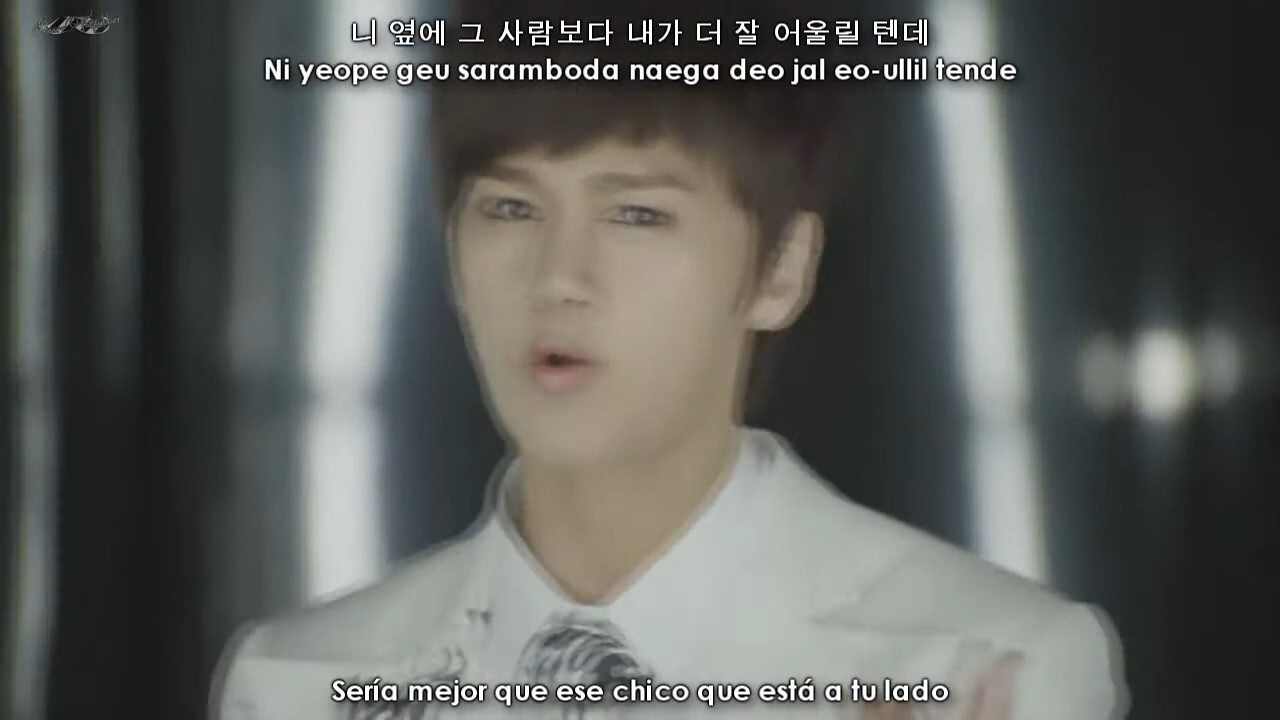 니 옆에 그 사람보다 내가 더 잘 어울릴 텐데
Ni yeope geu saramboda naega deo jal eo-ullil tende
Sería mejor que ese chico que está a tu lado